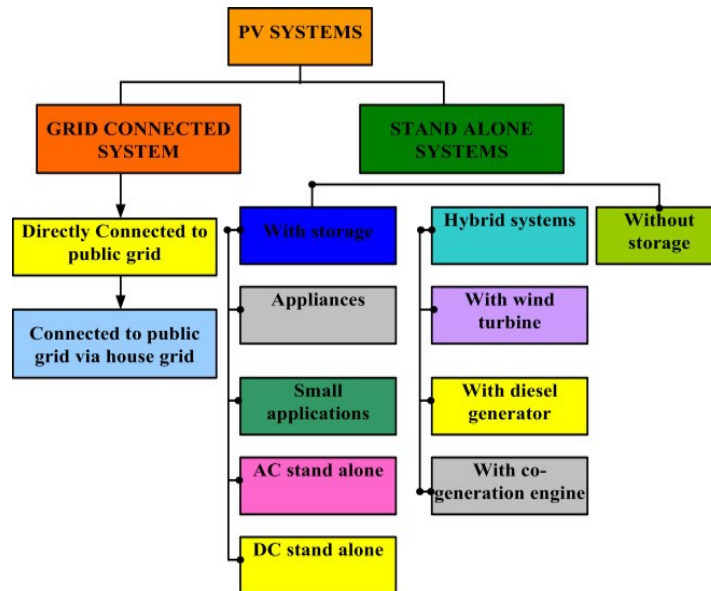 PV SYSTEMS
GRID CONNECTED
SYSTEM
STAND ALONE
SYSTEMS
Directly Connected to
public grid
Connected to public
grid via house grid
With storage
Appliances
Small
applications
AC stand alone
DC stand alone
Hybrid systems
With wind
turbine
With diesel
generator
With co-
generation engine
Without
storage